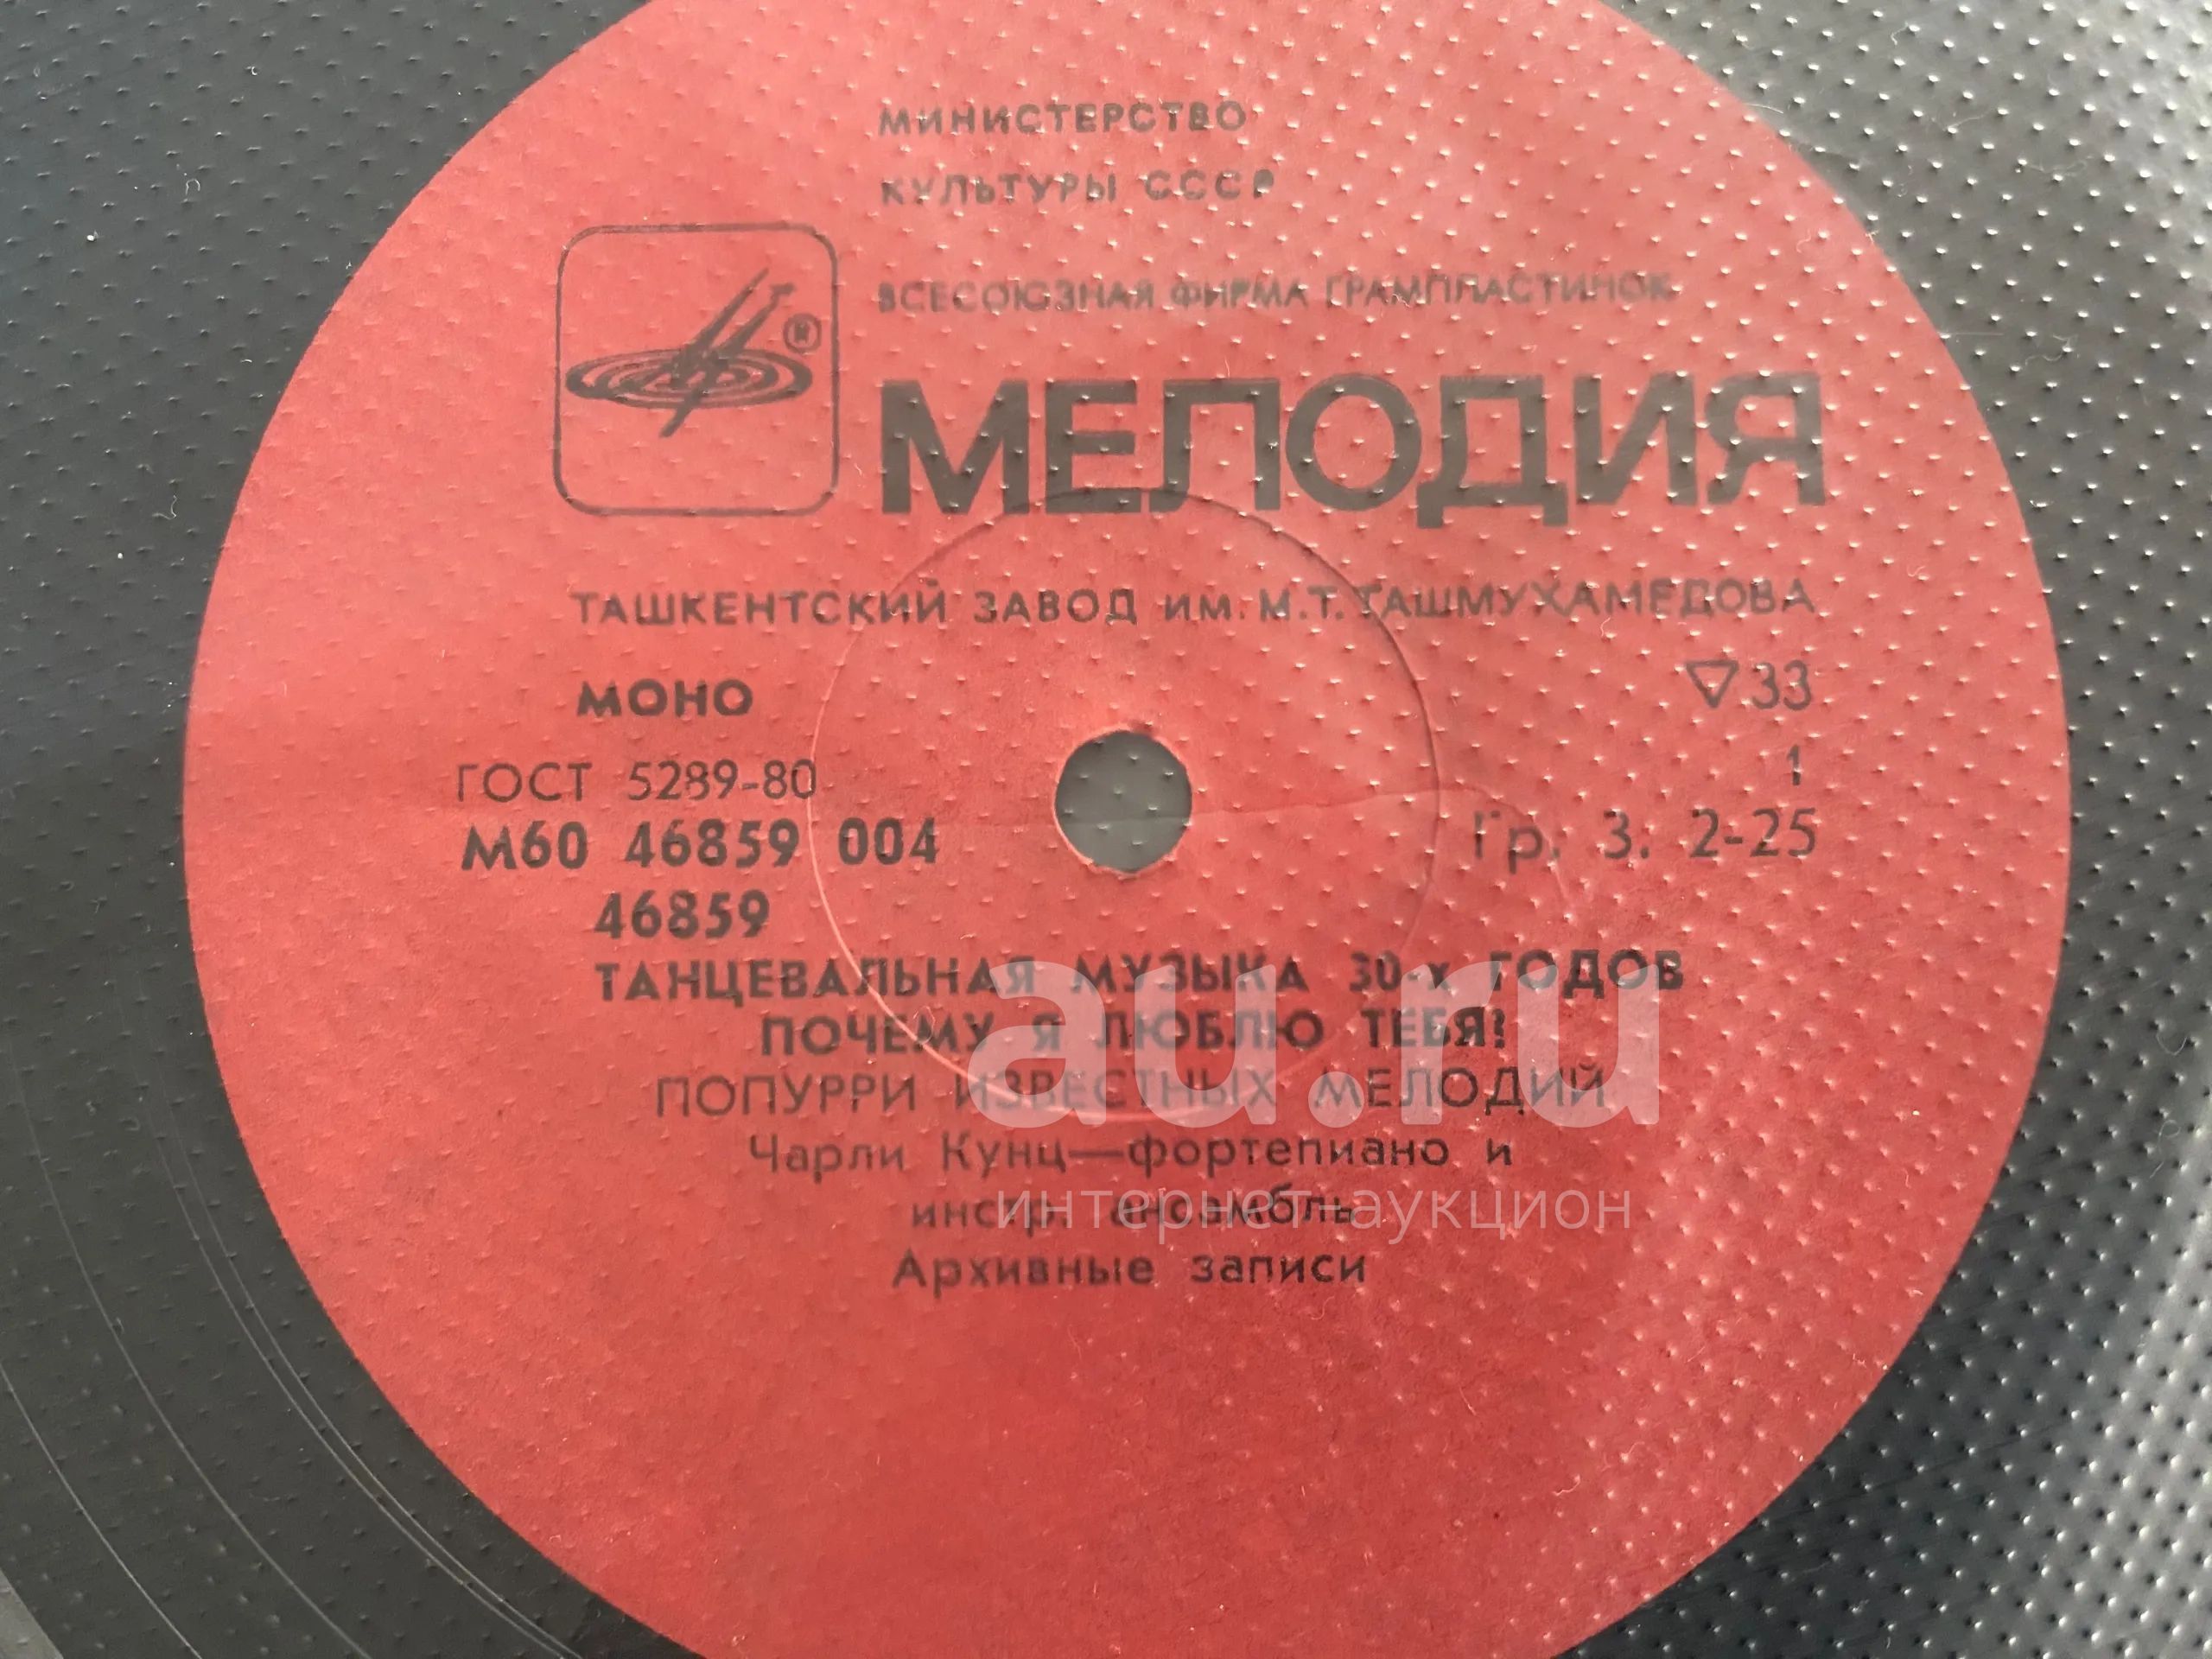 МИНИСТЕРСТВО
КУЛЬТУРЫ СССР
ВСЕСОЮЗНАЯ ФИРМА ГРАМПЛАСТИНОК
®
МЕЛОДИЯ
ТАШКЕНТСКИЙ ЗАВОД ИМ. М.Т. ТАШМУХАМЕДОВА
МОНО
▽33
ГОСТ 5289-80
1
М60 46859 004
Гр. 3. 2-25
46859
ТАНЦЕВАЛЬНАЯ МУЗЫКА 30-х ГОДОВ
ПОЧЕМУ Я ЛЮБЛЮ ТЕБЯ?
ПОПУРРИ ИЗВЕСТНЫХ МЕЛОДИЙ
Чарли Кунц—фортепиано и
инстр. ансамбль
Архивные записи
au.ru
интернет-аукцион